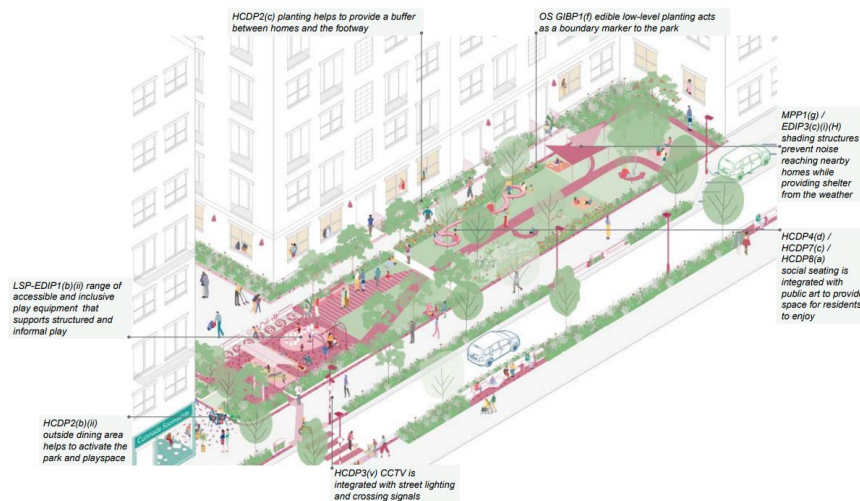 HCDP2(c) planting helps to provide a buffer
between homes and the footway
OS GIBP1(f) edible low-level planting acts
as a boundary marker to the park
MPP1(g) /
EDIP3(c)(i)(H)
shading structures
prevent noise
reaching nearby
homes while
providing shelter
from the weather
HCDP4(d) /
HCDP7(c) /
HCDP8(a)
social seating is
integrated with
public art to provide
space for residents
to enjoy
LSP-EDIP1(b)(ii) range of
accessible and inclusive
play equipment that
supports structured and
informal play
HCDP2(b)(ii)
outside dining area
helps to activate the
park and playspace
HCDP3(v) CCTV is
integrated with street lighting
and crossing signals